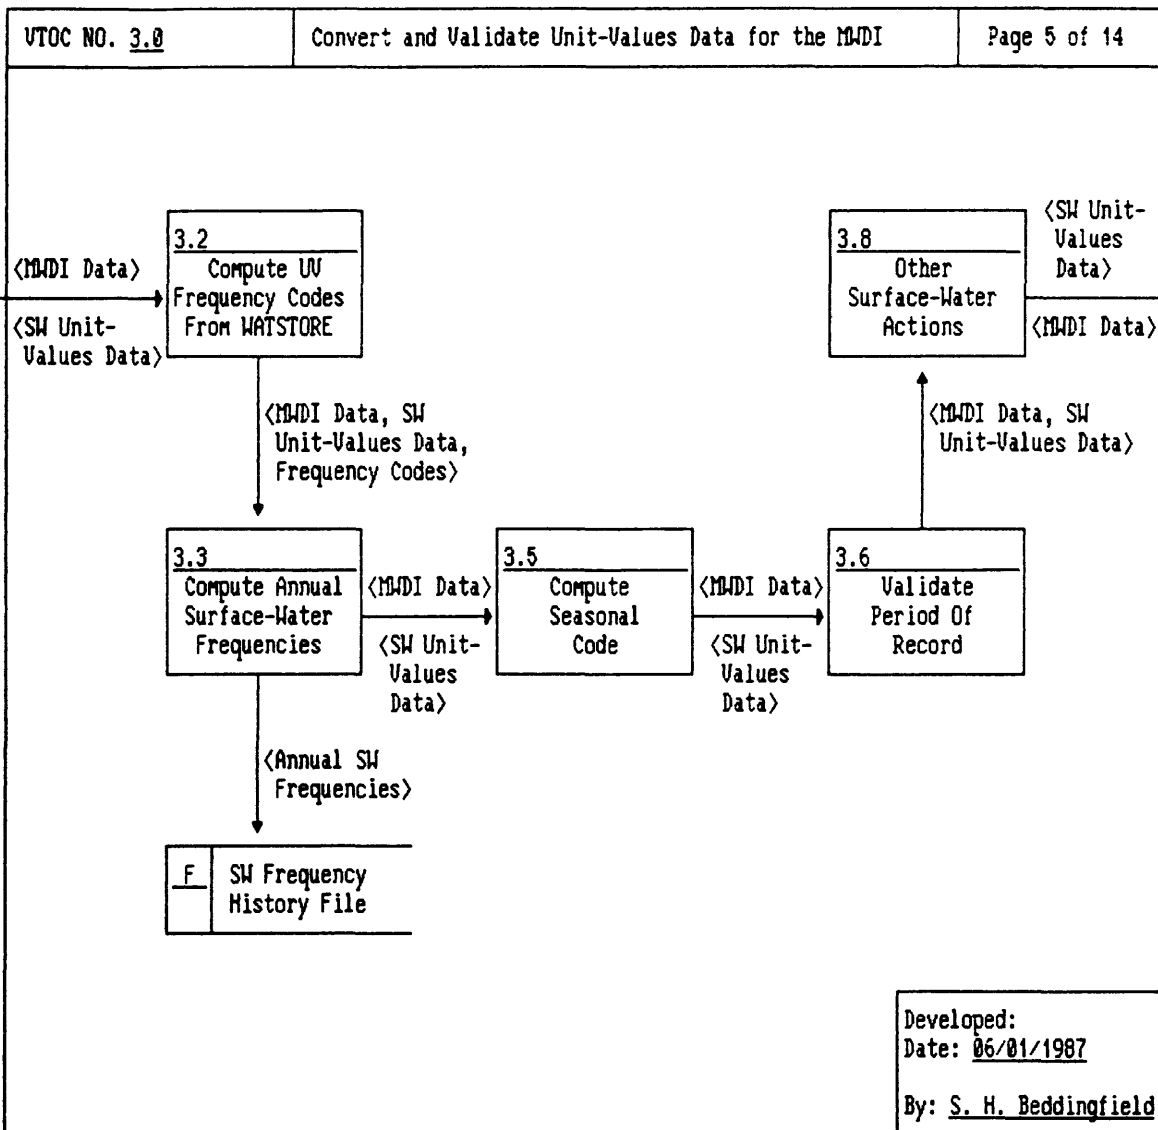 VTOC NO. 3.0
Convert and Validate Unit-Values Data for the MWDI
Page 5 of 14
<MWDI Data>
<SW Unit-
Values Data>
3.2
Compute UV
Frequency Codes
From WATSTORE
<MWDI Data, SW
Unit-Values Data,
Frequency Codes>
3.3
Compute Annual
Surface-Water
Frequencies
<MWDI Data>
<SW Unit-
Values
Data>
3.5
Compute
Seasonal
Code
<MWDI Data>
<SW Unit-
Values
Data>
3.6
Validate
Period Of
Record
<MWDI Data, SW
Unit-Values Data>
3.8
Other
Surface-Water
Actions
<SW Unit-
Values
Data>
<MWDI Data>
<Annual SW
Frequencies>
F
SW Frequency
History File
Developed:
Date: 06/01/1987
By: S. H. Beddingfield